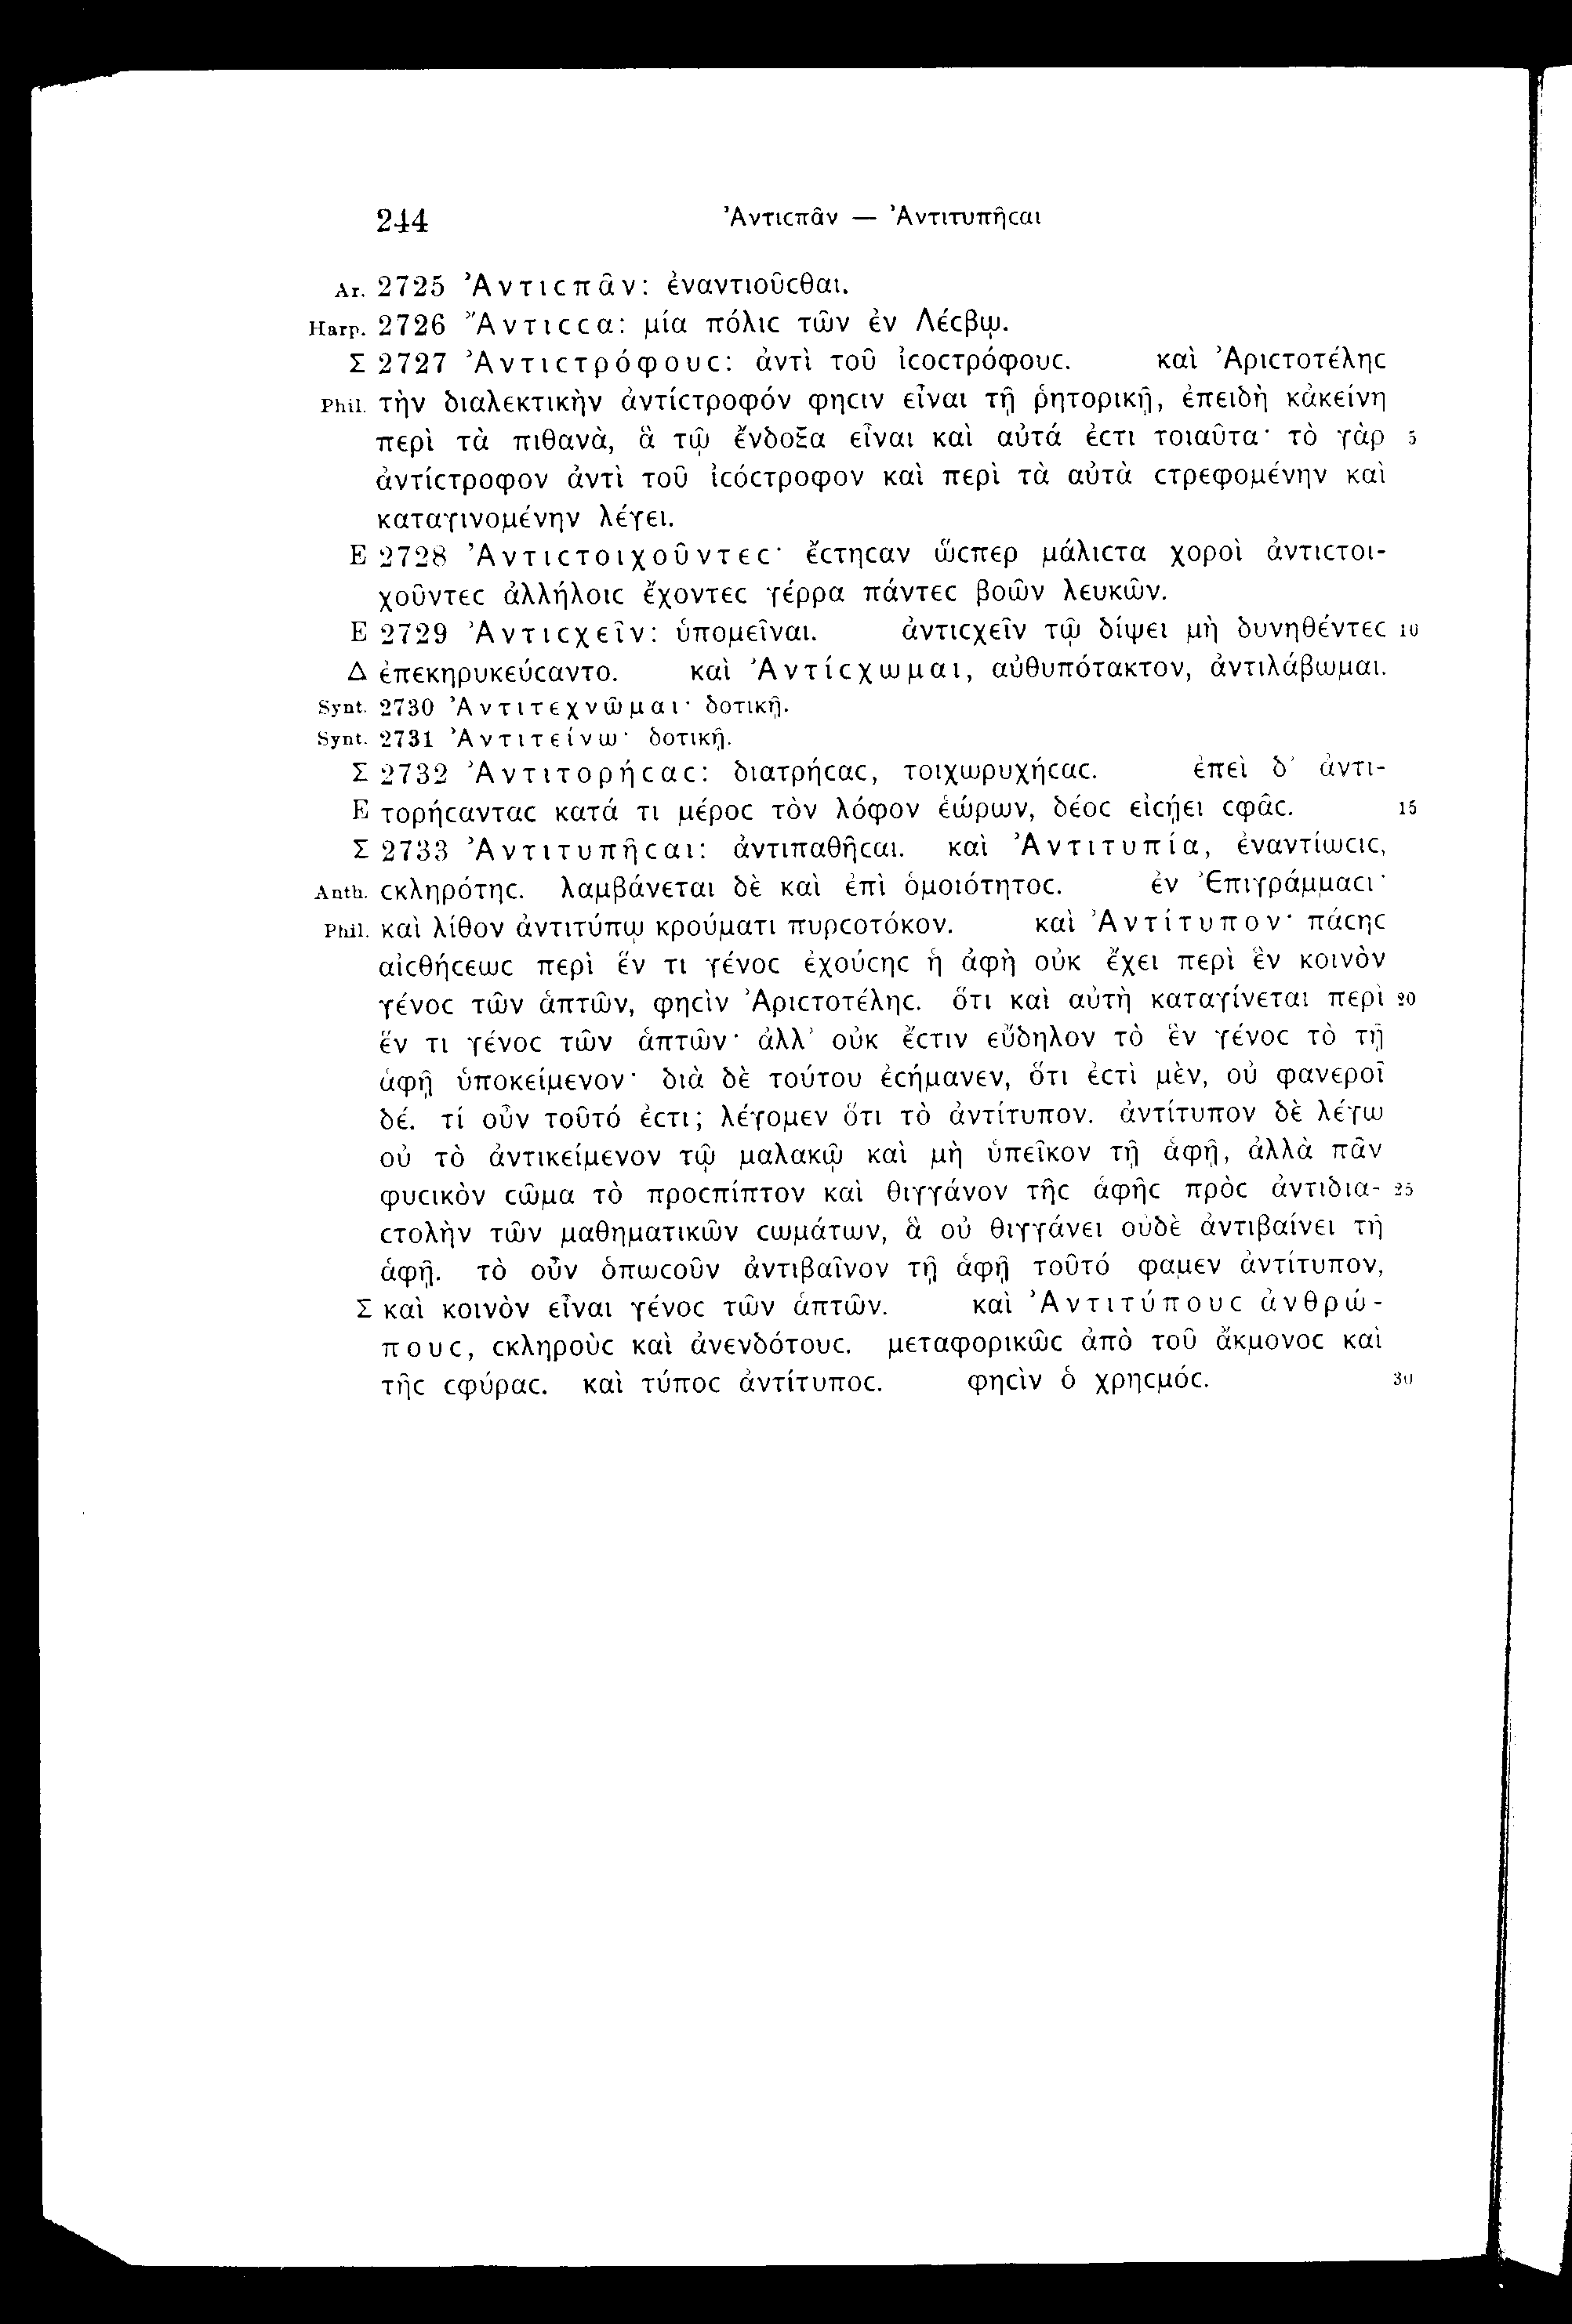 244 Ἀντιϲπᾶν — Ἀντιτυπῆϲαι
Ar. 2725 Ἀντιϲπᾶν: ἐναντιοῦϲθαι.
Harp. 2726 Ἄντιϲϲα: μία πόλιϲ τῶν ἐν Λέϲβῳ.
Σ 2727 Ἀντιϲτρόφουϲ: ἀντὶ τοῦ ἰϲοϲτρόφουϲ. καὶ Ἀριϲτοτέληϲ
Phil. τὴν διαλεκτικὴν ἀντίϲτροφόν φηϲιν εἶναι τῇ ῥητορικῇ, ἐπειδὴ κἀκείνη
περὶ τὰ πιθανὰ, ἃ τῷ ἔνδοξα εἶναι καὶ αὐτά ἐϲτι τοιαῦτα· τὸ γὰρ 5
ἀντίϲτροφον ἀντὶ τοῦ ἰϲόϲτροφον καὶ περὶ τὰ αὐτὰ ϲτρεφομένην καὶ
καταγινομένην λέγει.
E 2728 Ἀντιϲτοιχοῦντεϲ· ἔϲτηϲαν ὥϲπερ μάλιϲτα χοροὶ ἀντιϲτοι-
χοῦντεϲ ἀλλήλοιϲ ἔχοντεϲ γέρρα πάντεϲ βοῶν λευκῶν.
E 2729 Ἀντιϲχεῖν: ὑπομεῖναι. ἀντιϲχεῖν τῷ δίψει μὴ δυνηθέντεϲ 10
Δ ἐπεκηρυκεύϲαντο. καὶ Ἀντίϲχωμαι, αὐθυπότακτον, ἀντιλάβωμαι.
Synt. 2730 Ἀντιτεχνῶμαι· δοτικῇ.
Synt. 2731 Ἀντιτείνω· δοτικῇ.
Σ 2732 Ἀντιτορήϲαϲ: διατρήϲαϲ, τοιχωρυχήϲαϲ. ἐπεὶ δ’ ἀντι-
E τορήϲανταϲ κατά τι μέροϲ τὸν λόφον ἑώρων, δέοϲ εἰϲῄει ϲφᾶϲ. 15
Σ 2733 Ἀντιτυπῆϲαι: ἀντιπαθῆϲαι. καὶ Ἀντιτυπία, ἐναντίωϲιϲ,
Anth. ϲκληρότηϲ. λαμβάνεται δὲ καὶ ἐπὶ ὁμοιότητοϲ. ἐν Ἐπιγράμμαϲι·
Phil. καὶ λίθον ἀντιτύπῳ κρούματι πυρϲοτόκον. καὶ Ἀντίτυπον· πάϲηϲ
αἰϲθήϲεωϲ περὶ ἕν τι γένοϲ ἐχούϲηϲ ἡ ἁφὴ οὐκ ἔχει περὶ ἓν κοινὸν
γένοϲ τῶν ἁπτῶν, φηϲὶν Ἀριϲτοτέληϲ. ὅτι καὶ αὐτὴ καταγίνεται περὶ 20
ἕν τι γένοϲ τῶν ἁπτῶν· ἀλλ’ οὐκ ἔϲτιν εὔδηλον τὸ ἓν γένοϲ τὸ τῇ
ἁφῇ ὑποκείμενον· διὰ δὲ τούτου ἐϲήμανεν, ὅτι ἐϲτὶ μὲν, οὐ φανεροῖ
δέ. τί οὖν τοῦτό ἐϲτι; λέγομεν ὅτι τὸ ἀντίτυπον. ἀντίτυπον δὲ λέγω
οὐ τὸ ἀντικείμενον τῷ μαλακῷ καὶ μὴ ὑπεῖκον τῇ ἁφῇ, ἀλλὰ πᾶν
φυϲικὸν ϲῶμα τὸ προϲπίπτον καὶ θιγγάνον τῆϲ ἁφῆϲ πρὸϲ ἀντιδια- 25
ϲτολὴν τῶν μαθηματικῶν ϲωμάτων, ἃ οὐ θιγγάνει οὐδὲ ἀντιβαίνει τῇ
ἁφῇ. τὸ οὖν ὁπωϲοῦν ἀντιβαῖνον τῇ ἁφῇ τοῦτό φαμεν ἀντίτυπον,
Σ καὶ κοινὸν εἶναι γένοϲ τῶν ἁπτῶν. καὶ Ἀντιτύπουϲ ἀνθρώ-
πουϲ, ϲκληροὺϲ καὶ ἀνενδότουϲ. μεταφορικῶϲ ἀπὸ τοῦ ἄκμονοϲ καὶ
τῆϲ ϲφύραϲ. καὶ τύποϲ ἀντίτυποϲ. φηϲὶν ὁ χρηϲμόϲ. 30